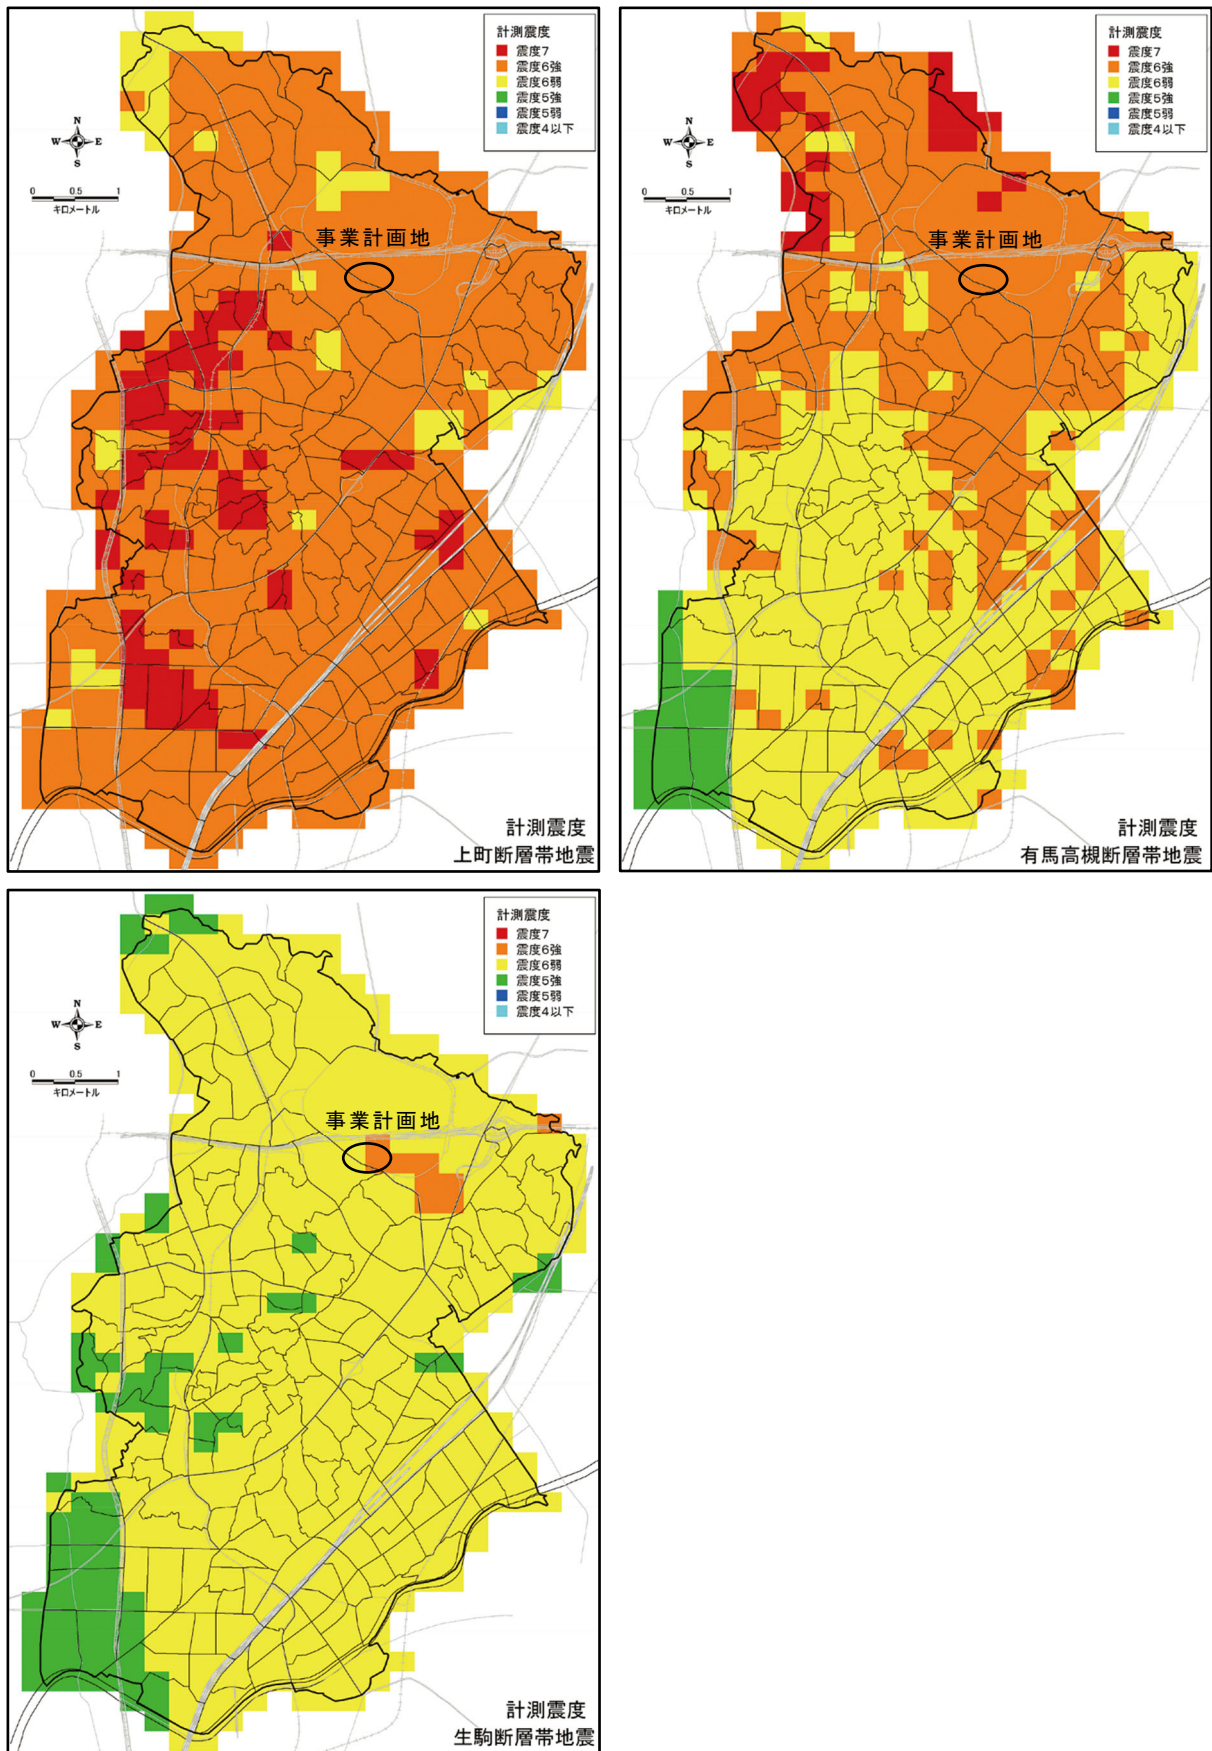 計測震度
震度7
震度6強
震度6弱
震度5強
震度5弱
震度4以下
N
W E
S
0 0.5 1
キロメートル
事業計画地
計測震度
上町断層帯地震
計測震度
震度7
震度6強
震度6弱
震度5強
震度5弱
震度4以下
N
W E
S
0 0.5 1
キロメートル
事業計画地
計測震度
有馬高槻断層帯地震
計測震度
震度7
震度6強
震度6弱
震度5強
震度5弱
震度4以下
N
W E
S
0 0.5 1
キロメートル
事業計画地
計測震度
生駒断層帯地震